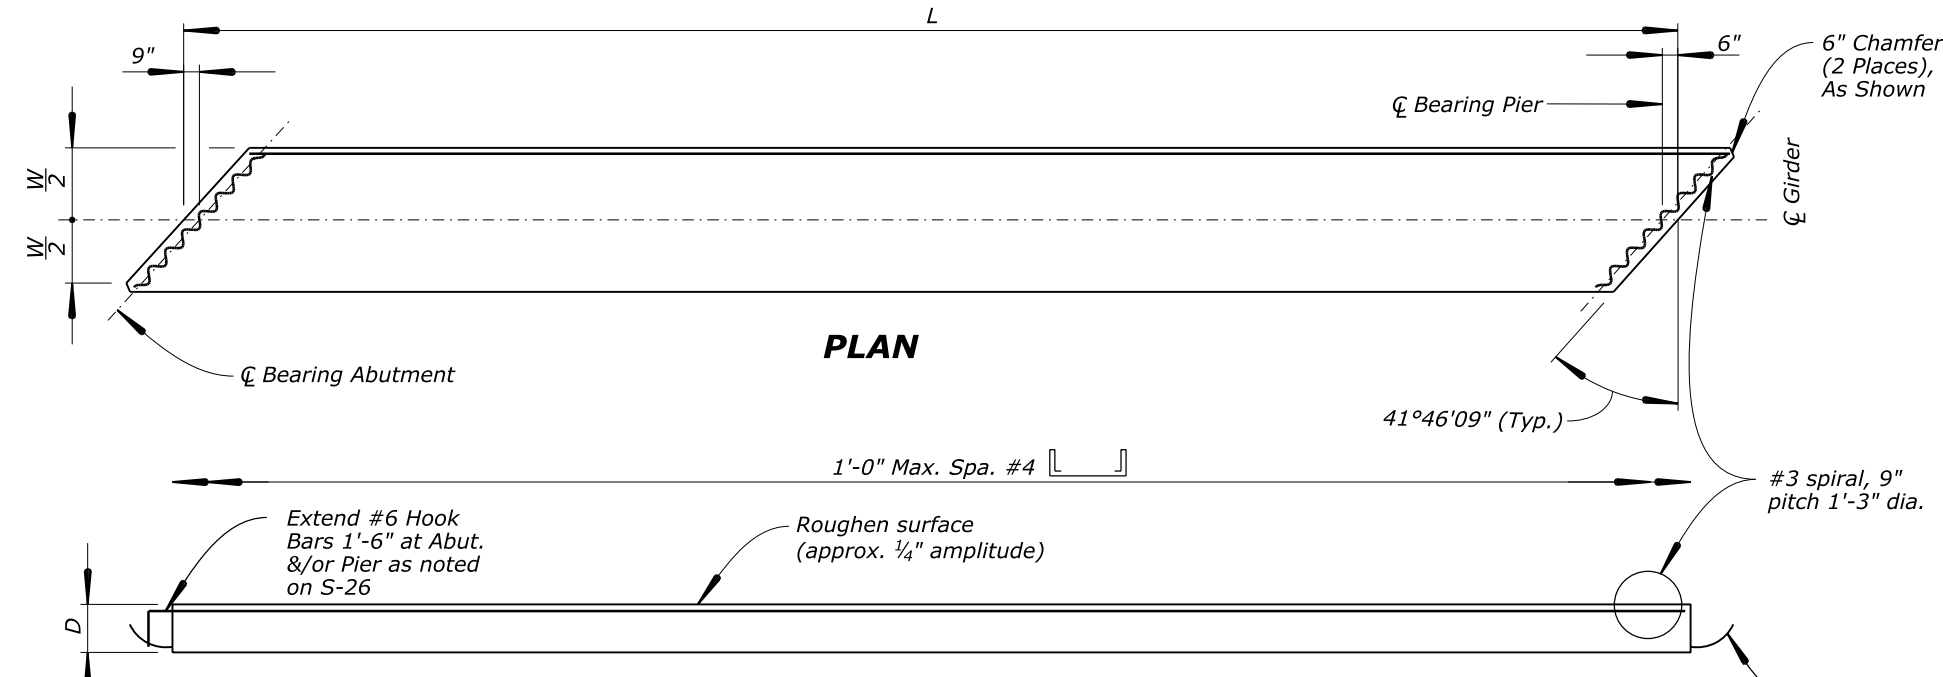 L
9"
6"
6" Chamfer
(2 Places),
As Shown
℄ Bearing Pier
W
2
W
2
℄ Girder
PLAN
℄ Bearing Abutment
41°46'09" (Typ.)
1'-0" Max. Spa. #4
#3 spiral, 9"
pitch 1'-3" dia.
Extend #6 Hook
Bars 1'-6" at Abut.
&/or Pier as noted
on S-26
Roughen surface
(approx. ¼" amplitude)
D